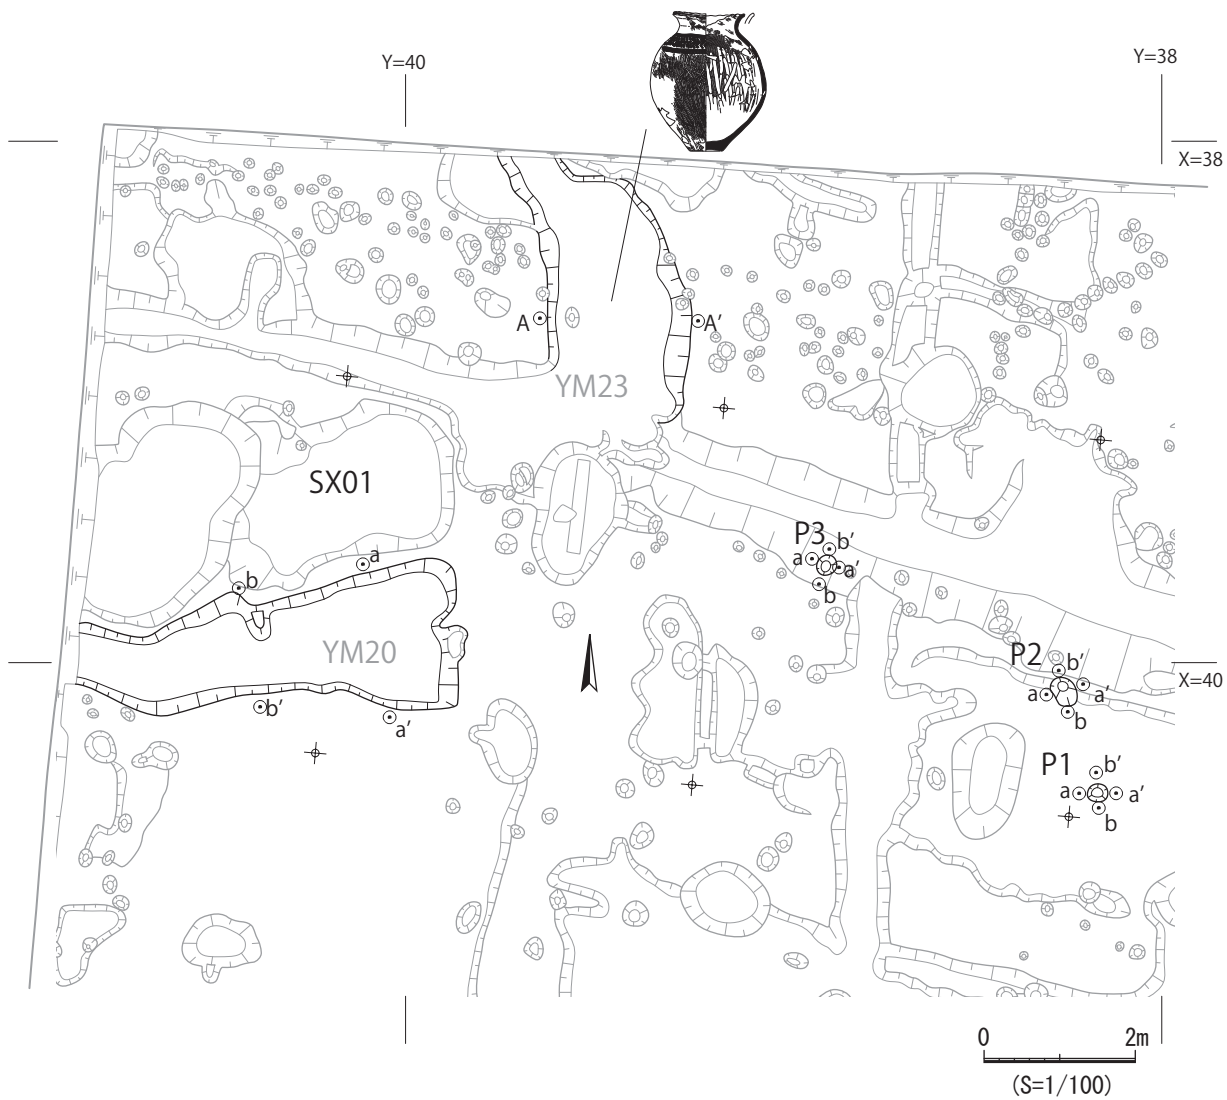 Y=40
Y=38
X=38
A
A′
YM23
SX01
P3
b′
a
a′
b
a
b
YM20
P2
b′
a
a′
b
X=40
b′
a′
P1
b′
a
a′
b
0 2m
(S=1/100)